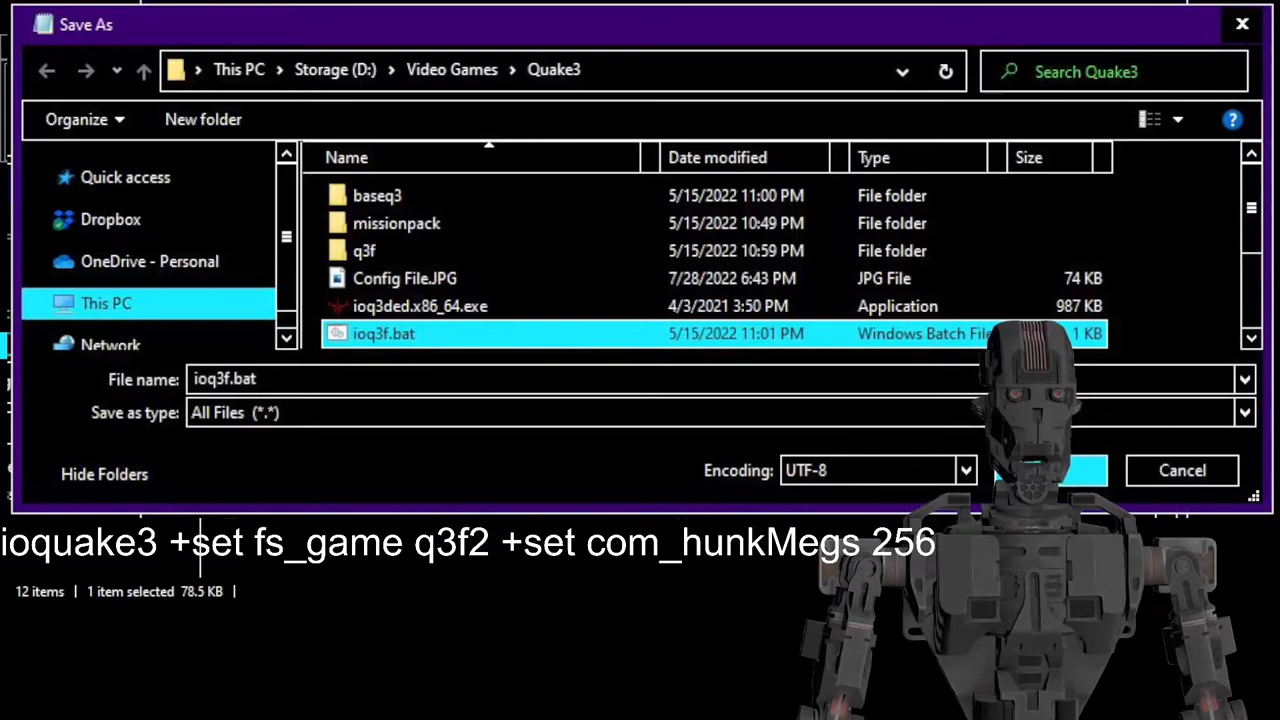 Save As
This PC > Storage (D:) > Video Games > Quake3
Search Quake3
Organize
New folder
Name Date modified Type Size
Quick access
Dropbox
OneDrive - Personal
This PC
Network
baseq3 5/15/2022 11:00 PM File folder
missionpack 5/15/2022 10:49 PM File folder
q3f 5/15/2022 10:59 PM File folder
Config File.JPG 7/28/2022 6:43 PM JPG File 74 KB
ioq3ded.x86_64.exe 4/3/2021 3:50 PM Application 987 KB
ioq3f.bat 5/15/2022 11:01 PM Windows Batch File 1 KB
File name: ioq3f.bat
Save as type: All Files (*.*)
Hide Folders
Encoding: UTF-8
Cancel
ioquake3 +set fs_game q3f2 +set com_hunkMegs 256
12 items | 1 item selected 78.5 KB |